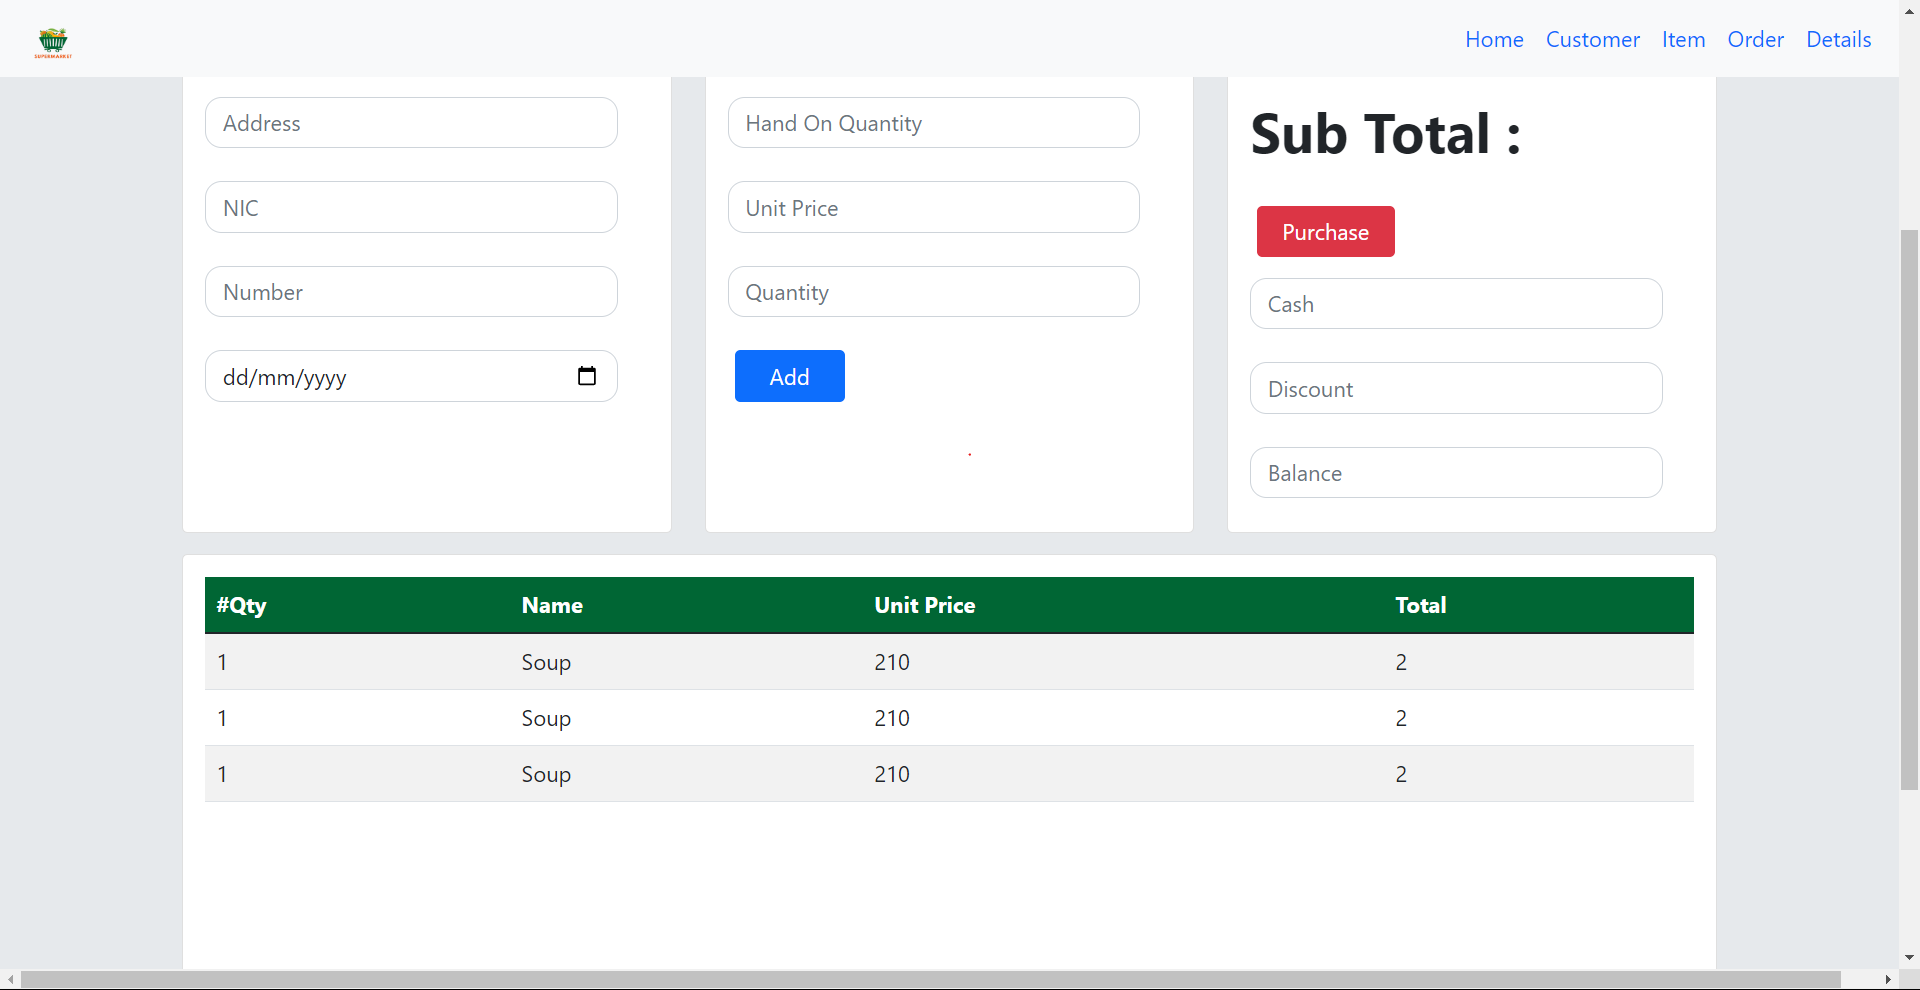 SUPERMARKET
Home Customer Item Order Details
Address
NIC
Number
dd/mm/yyyy
Hand On Quantity
Unit Price
Quantity
Add
Sub Total :
Purchase
Cash
Discount
Balance
#Qty Name Unit Price Total
1 Soup 210 2
1 Soup 210 2
1 Soup 210 2